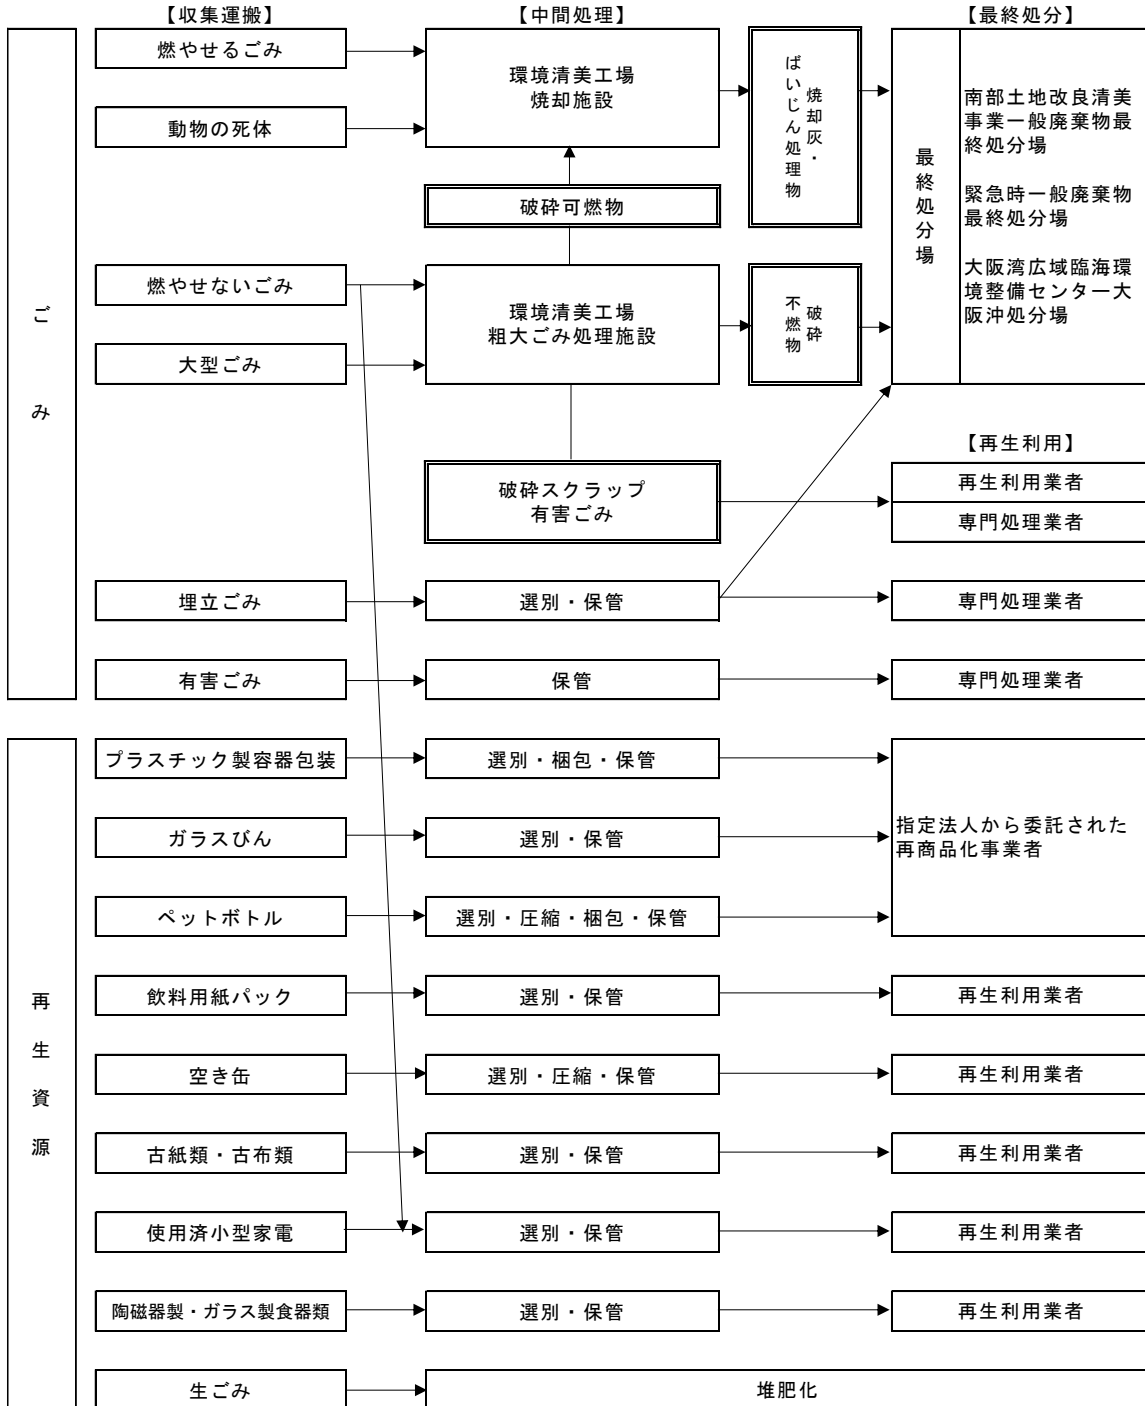 【収集運搬】
【中間処理】
【最終処分】
ごみ
燃やせるごみ
環境清美工場
焼却施設
焼却灰・
ばいじん処理物
最終処分場
南部土地改良清美
事業一般廃棄物最
終処分場
緊急時一般廃棄物
最終処分場
大阪湾広域臨海環
境整備センター大
阪沖処分場
動物の死体
破砕可燃物
燃やせないごみ
環境清美工場
粗大ごみ処理施設
破砕
不燃物
大型ごみ
【再生利用】
破砕スクラップ
有害ごみ
再生利用業者
専門処理業者
埋立ごみ
選別・保管
専門処理業者
有害ごみ
保管
専門処理業者
再生資源
プラスチック製容器包装
選別・梱包・保管
指定法人から委託された
再商品化事業者
ガラスびん
選別・保管
ペットボトル
選別・圧縮・梱包・保管
飲料用紙パック
選別・保管
再生利用業者
空き缶
選別・圧縮・保管
再生利用業者
古紙類・古布類
選別・保管
再生利用業者
使用済小型家電
選別・保管
再生利用業者
陶磁器製・ガラス製食器類
選別・保管
再生利用業者
生ごみ
堆肥化